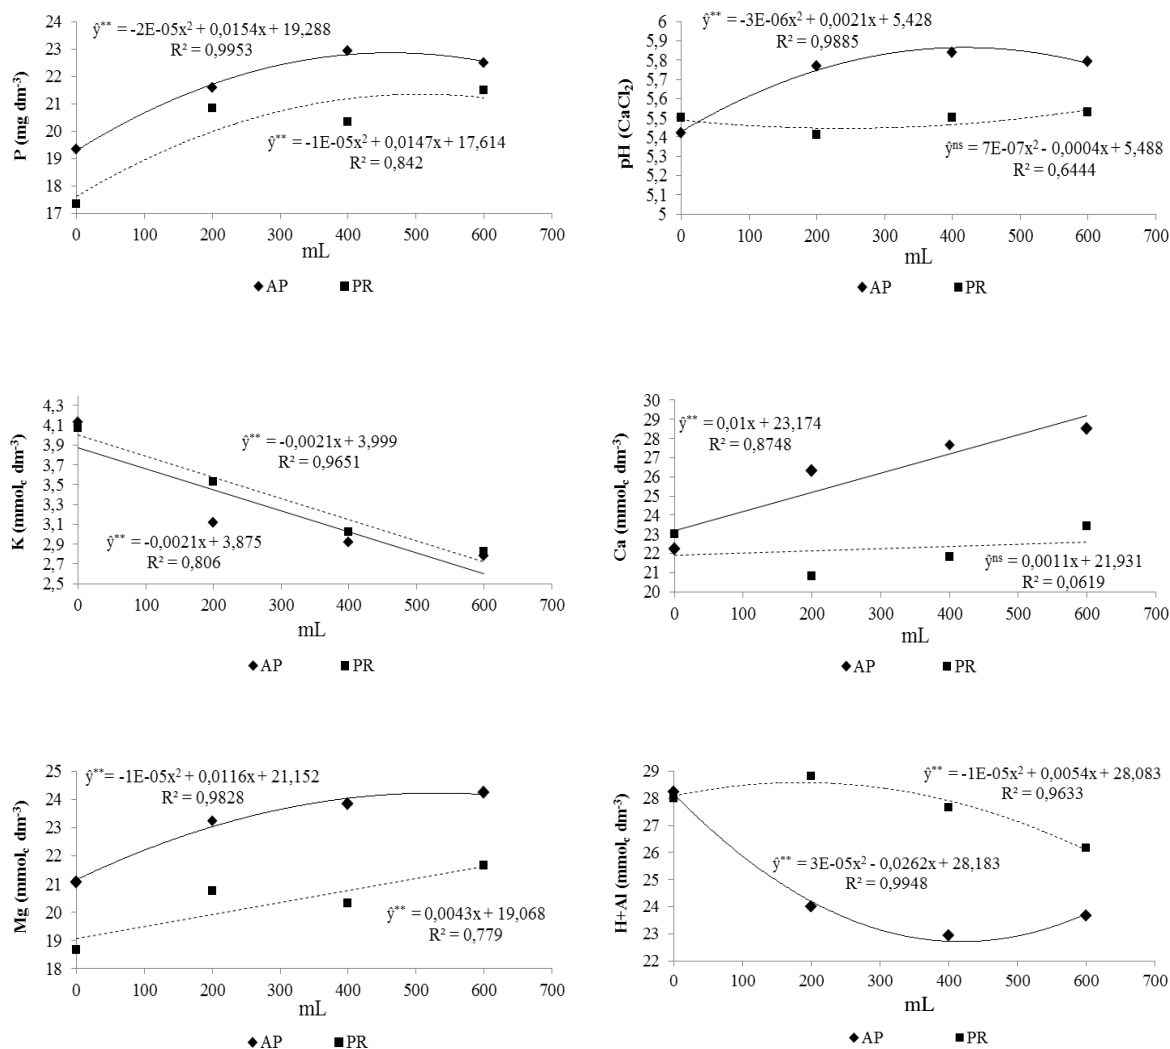 P (mg dm⁻³)
24
23
22
21
20
19
18
17
ŷ** = -2E-05x² + 0,0154x + 19,288
R² = 0,9953
ŷ** = -1E-05x² + 0,0147x + 17,614
R² = 0,842
0 100 200 300 400 500 600 700
mL
AP PR
pH (CaCl₂)
6
5,9
5,8
5,7
5,6
5,5
5,4
5,3
5,2
5,1
5
ŷ** = -3E-06x² + 0,0021x + 5,428
R² = 0,9885
ŷⁿˢ = 7E-07x² - 0,0004x + 5,488
R² = 0,6444
0 100 200 300 400 500 600 700
mL
AP PR
K (mmol꜀ dm⁻³)
4,3
4,1
3,9
3,7
3,5
3,3
3,1
2,9
2,7
2,5
ŷ** = -0,0021x + 3,999
R² = 0,9651
ŷ** = -0,0021x + 3,875
R² = 0,806
0 100 200 300 400 500 600 700
mL
AP PR
Ca (mmol꜀ dm⁻³)
30
29
28
27
26
25
24
23
22
21
20
ŷ** = 0,01x + 23,174
R² = 0,8748
ŷⁿˢ = 0,0011x + 21,931
R² = 0,0619
0 100 200 300 400 500 600 700
mL
AP PR
Mg (mmol꜀ dm⁻³)
25
24
23
22
21
20
19
18
ŷ**= -1E-05x² + 0,0116x + 21,152
R² = 0,9828
ŷ** = 0,0043x + 19,068
R² = 0,779
0 100 200 300 400 500 600 700
mL
AP PR
H+Al (mmol꜀ dm⁻³)
29
28
27
26
25
24
23
22
ŷ** = -1E-05x² + 0,0054x + 28,083
R² = 0,9633
ŷ** = 3E-05x² - 0,0262x + 28,183
R² = 0,9948
0 100 200 300 400 500 600 700
mL
AP PR